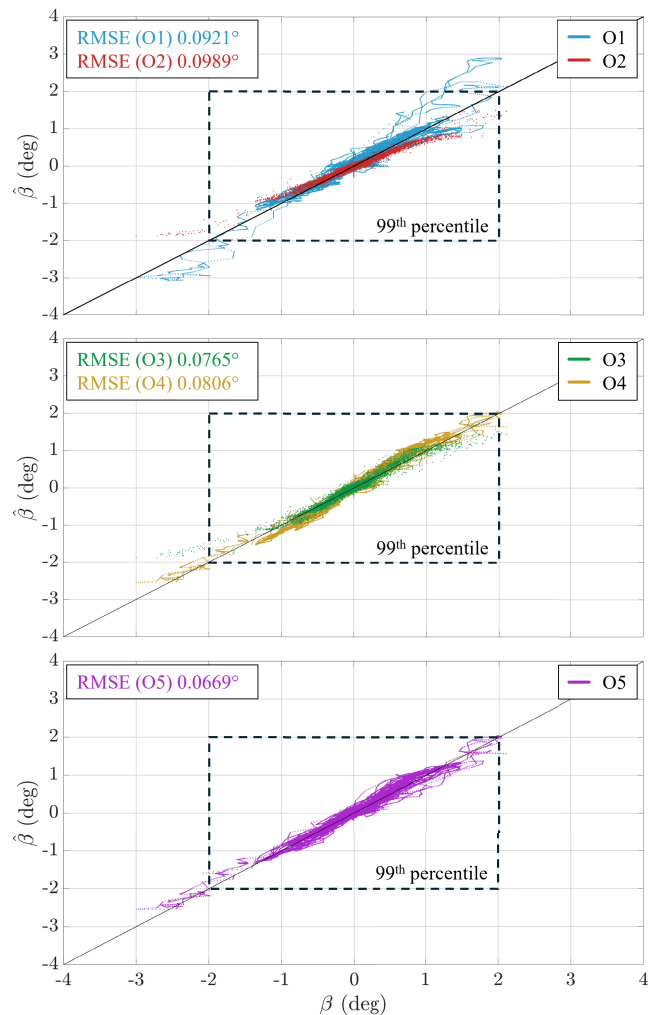 RMSE (O1) 0.0921°
RMSE (O2) 0.0989°
O1
O2
4
3
2
1
0
-1
-2
-3
-4
β̂ (deg)
99th percentile
RMSE (O3) 0.0765°
RMSE (O4) 0.0806°
O3
O4
4
3
2
1
0
-1
-2
-3
-4
β̂ (deg)
99th percentile
RMSE (O5) 0.0669°
O5
4
3
2
1
0
-1
-2
-3
-4
β̂ (deg)
99th percentile
-4 -3 -2 -1 0 1 2 3 4
β (deg)